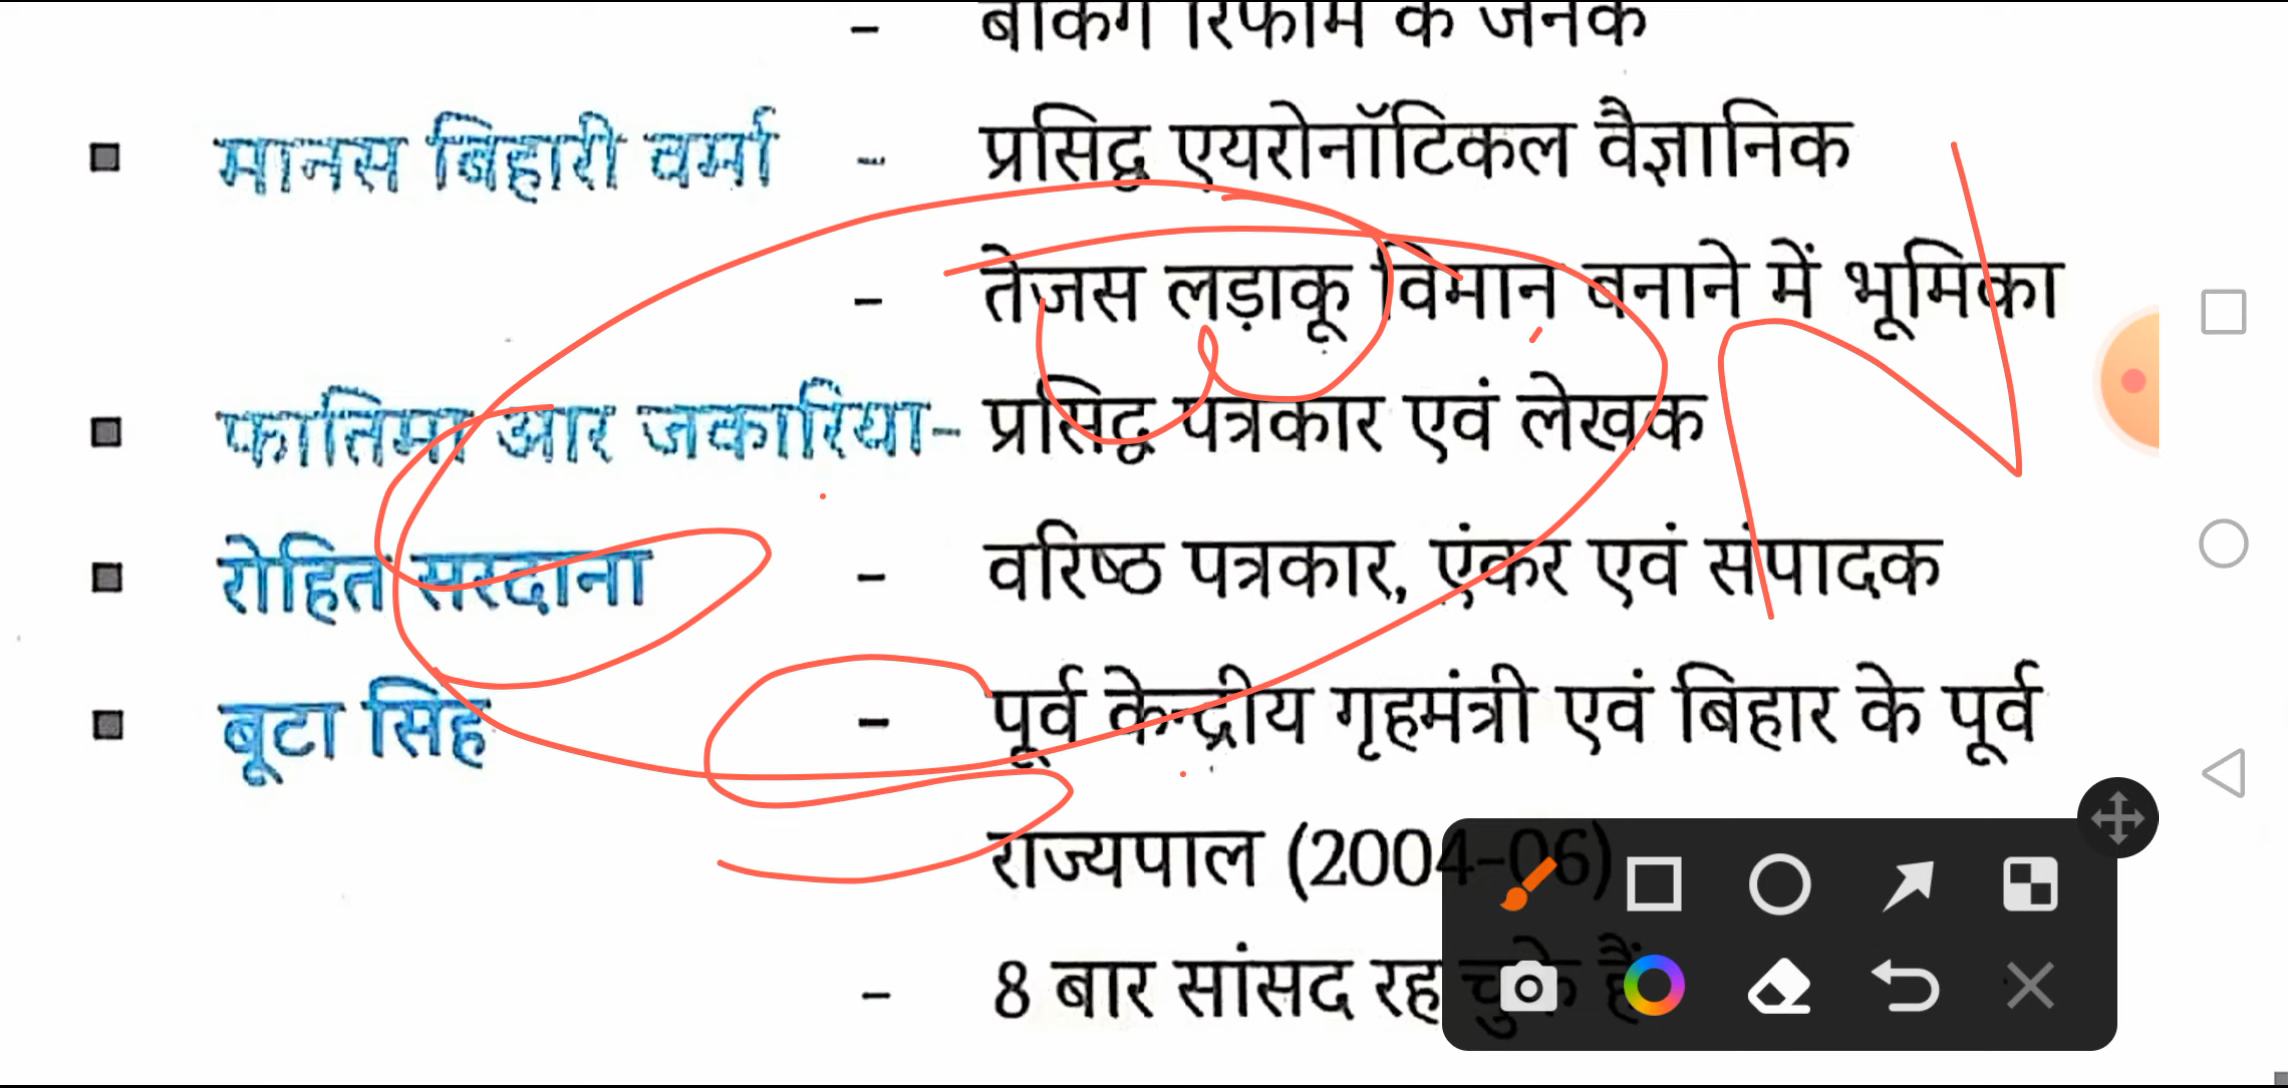 - बैंकिंग रिफॉर्म के जनक
▪ मानस बिहारी वर्मा - प्रसिद्व एयरोनॉटिकल वैज्ञानिक
- तेजस लड़ाकू विमान बनाने में भूमिका
▪ फातिमा आर जकारिया- प्रसिद्व पत्रकार एवं लेखक
▪ रोहित सरदाना - वरिष्ठ पत्रकार, एंकर एवं संपादक
▪ बूटा सिंह - पूर्व केन्द्रीय गृहमंत्री एवं बिहार के पूर्व
राज्यपाल (2004-06)
- 8 बार सांसद रह चुके हैं